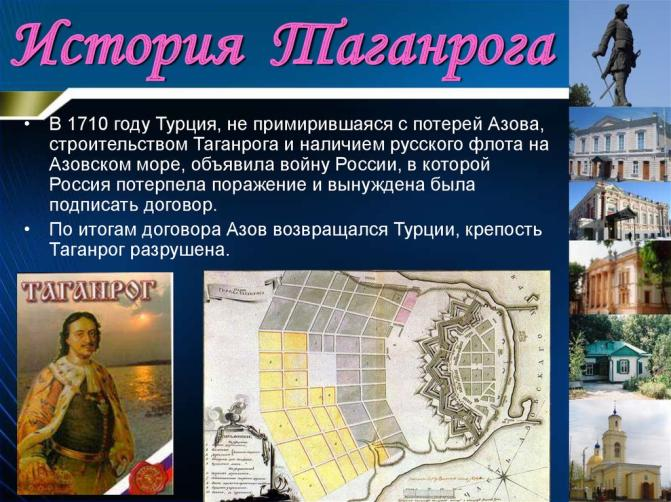 История Таганрога
• В 1710 году Турция, не примирившаяся с потерей Азова,
строительством Таганрога и наличием русского флота на
Азовском море, объявила войну России, в которой
Россия потерпела поражение и вынуждена была
подписать договор.
• По итогам договора Азов возвращался Турции, крепость
Таганрог разрушена.
ТАГАНРОГ